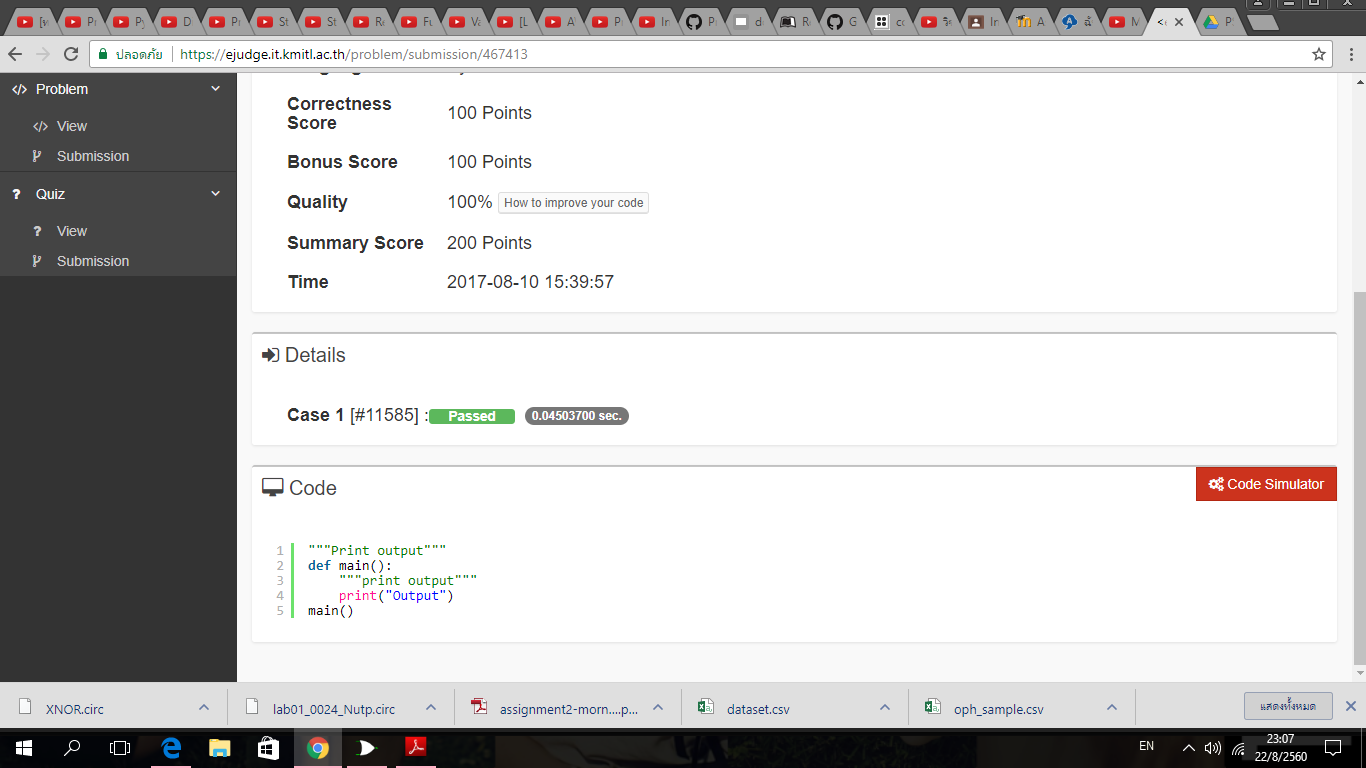 ปลอดภัย https://ejudge.it.kmitl.ac.th/problem/submission/467413
Problem
View
Submission
Quiz
View
Submission
Correctness
Score
100 Points
Bonus Score 100 Points
Quality 100% How to improve your code
Summary Score 200 Points
Time 2017-08-10 15:39:57
Details
Case 1 [#11585] : Passed 0.04503700 sec.
Code
Code Simulator
1 """Print output"""
2 def main():
3 """print output"""
4 print("Output")
5 main()
XNOR.circ lab01_0024_Nutp.circ assignment2-morn....p... dataset.csv oph_sample.csv แสดงทั้งหมด
EN 23:07
22/8/2560